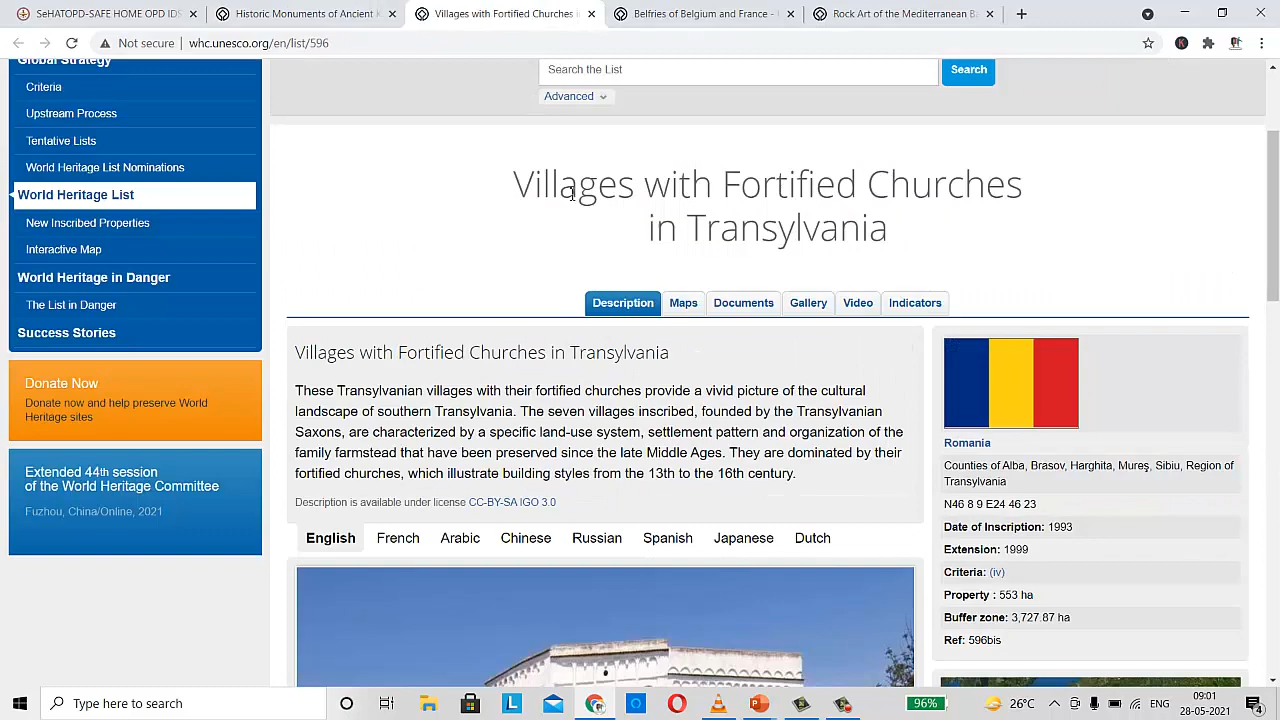 SeHATOPD-SAFE HOME OPD IDS
Historic Monuments of Ancient K
Villages with Fortified Churches i
Belfries of Belgium and France -
Rock Art of the Mediterranean B
Not secure
whc.unesco.org/en/list/596
Global Strategy
Criteria
Upstream Process
Tentative Lists
World Heritage List Nominations
World Heritage List
New Inscribed Properties
Interactive Map
World Heritage in Danger
The List in Danger
Success Stories
Donate Now
Donate now and help preserve World
Heritage sites
Extended 44th session
of the World Heritage Committee
Fuzhou, China/Online, 2021
Search the List
Search
Advanced
Villages with Fortified Churches
in Transylvania
Description
Maps
Documents
Gallery
Video
Indicators
Villages with Fortified Churches in Transylvania
These Transylvanian villages with their fortified churches provide a vivid picture of the cultural
landscape of southern Transylvania. The seven villages inscribed, founded by the Transylvanian
Saxons, are characterized by a specific land-use system, settlement pattern and organization of the
family farmstead that have been preserved since the late Middle Ages. They are dominated by their
fortified churches, which illustrate building styles from the 13th to the 16th century.
Description is available under license CC-BY-SA IGO 3.0
English
French
Arabic
Chinese
Russian
Spanish
Japanese
Dutch
Romania
Counties of Alba, Brasov, Harghita, Mureş, Sibiu, Region of
Transylvania
N46 8 9 E24 46 23
Date of Inscription: 1993
Extension: 1999
Criteria: (iv)
Property : 553 ha
Buffer zone: 3,727.87 ha
Ref: 596bis
Type here to search
96%
26°C
ENG
09:01
28-05-2021
4